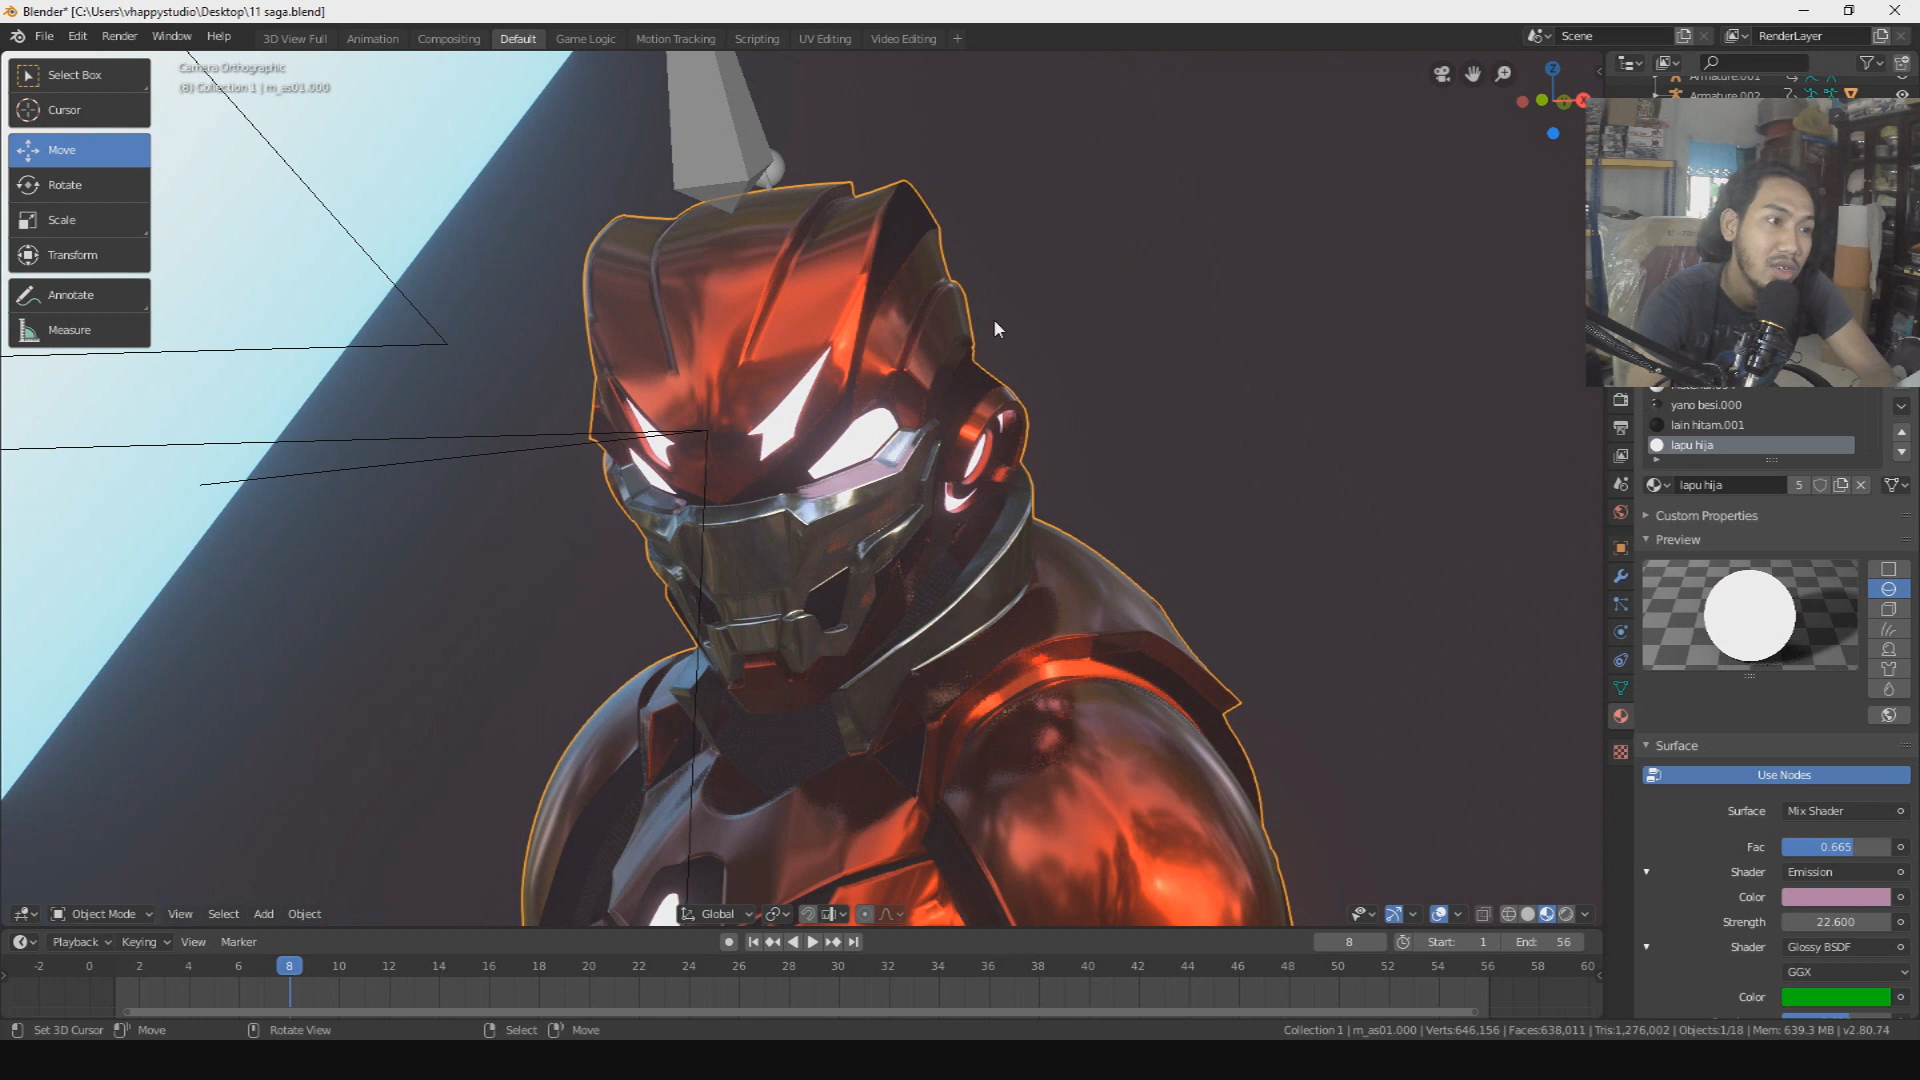 Blender* [C:\Users\vhappystudio\Desktop\11 saga.blend]
File Edit Render Window Help 3D View Full Animation Compositing Default Game Logic Motion Tracking Scripting UV Editing Video Editing + Scene RenderLayer
Select Box
Cursor
Move
Rotate
Scale
Transform
Annotate
Measure
Camera Orthographic
(8) Collection 1 | m_as01.000
Z
X
Armature.001
Armature.002
yano besi.000
lain hitam.001
lapu hija
lapu hija 5
Custom Properties
Preview
Surface
Use Nodes
Surface Mix Shader
Fac 0.665
Shader Emission
Color
Strength 22.600
Shader Glossy BSDF
GGX
Color
Object Mode View Select Add Object Global
Playback Keying View Marker 8 Start: 1 End: 56
-2 0 2 4 6 8 10 12 14 16 18 20 22 24 26 28 30 32 34 36 38 40 42 44 46 48 50 52 54 56 58 60
Set 3D Cursor Move Rotate View Select Move Collection 1 | m_as01.000 | Verts:646,156 | Faces:638,011 | Tris:1,276,002 | Objects:1/18 | Mem: 639.3 MB | v2.80.74